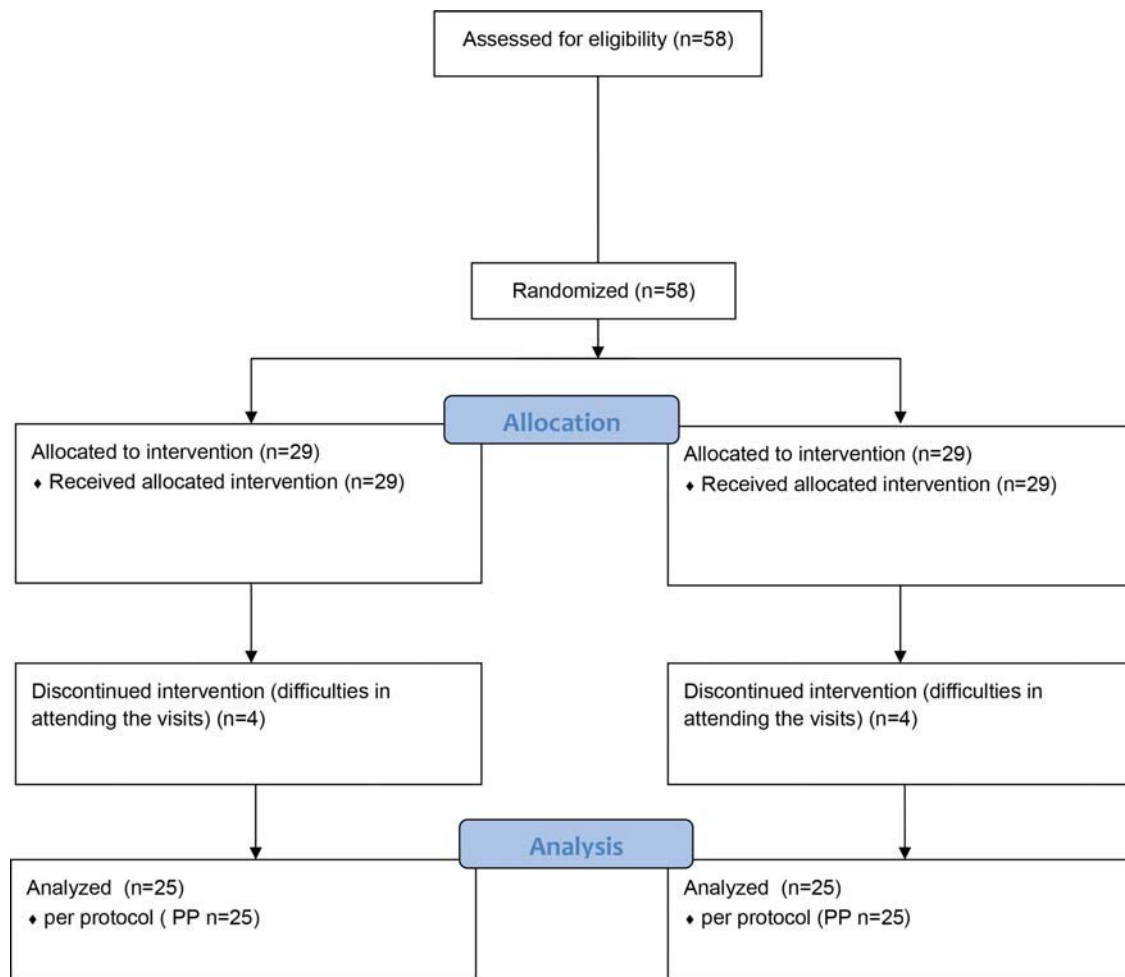 Assessed for eligibility (n=58)
Randomized (n=58)
Allocation
Allocated to intervention (n=29)
♦ Received allocated intervention (n=29)
Allocated to intervention (n=29)
♦ Received allocated intervention (n=29)
Discontinued intervention (difficulties in
attending the visits) (n=4)
Discontinued intervention (difficulties in
attending the visits) (n=4)
Analysis
Analyzed (n=25)
♦ per protocol ( PP n=25)
Analyzed (n=25)
♦ per protocol (PP n=25)